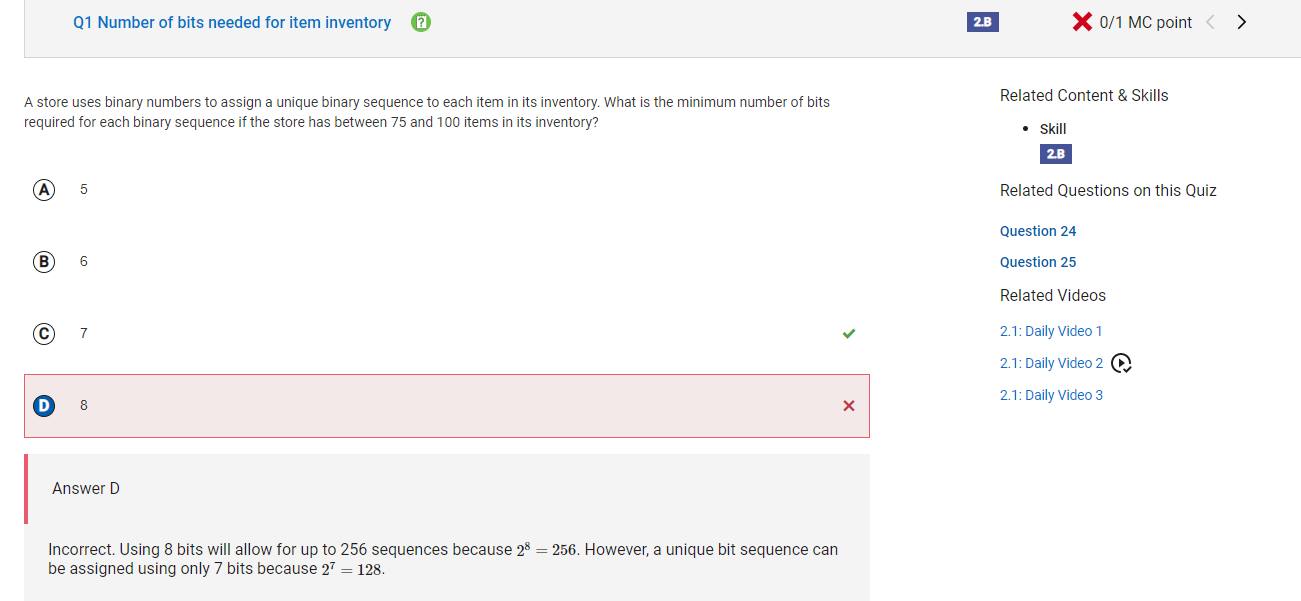 Q1 Number of bits needed for item inventory
2.B
0/1 MC point
A store uses binary numbers to assign a unique binary sequence to each item in its inventory. What is the minimum number of bits
required for each binary sequence if the store has between 75 and 100 items in its inventory?
A 5
B 6
C 7
D 8
Answer D
Incorrect. Using 8 bits will allow for up to 256 sequences because 2⁸ = 256. However, a unique bit sequence can
be assigned using only 7 bits because 2⁷ = 128.
Related Content & Skills
• Skill
2.B
Related Questions on this Quiz
Question 24
Question 25
Related Videos
2.1: Daily Video 1
2.1: Daily Video 2
2.1: Daily Video 3